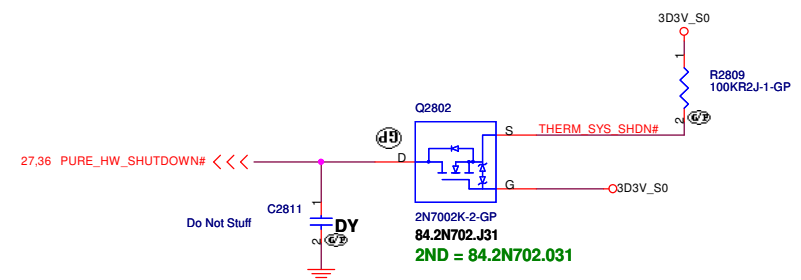 3D3V_S0
1
R2809
100KR2J-1-GP
2
G/P
Q2802
GP
S
THERM_SYS_SHDN#
27,36 PURE_HW_SHUTDOWN#
D
G
3D3V_S0
1
C2811
Do Not Stuff
DY
2
G/P
2N7002K-2-GP
84.2N702.J31
2ND = 84.2N702.031